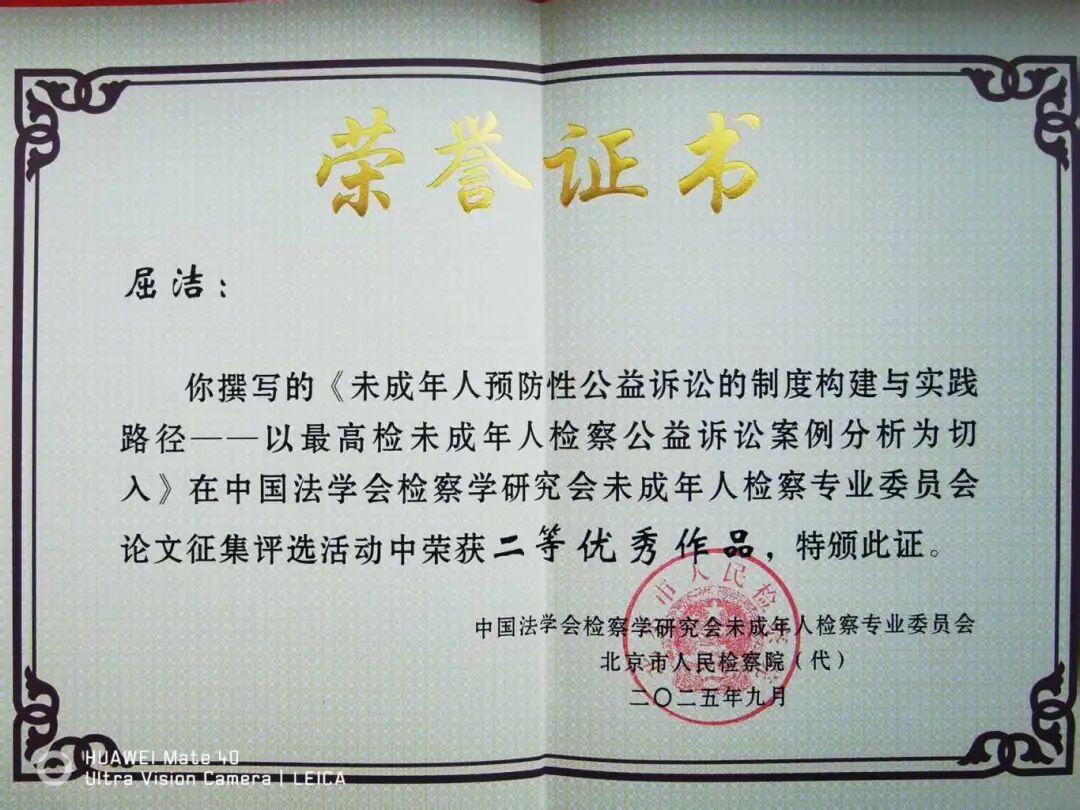 荣誉证书
屈洁：
你撰写的《未成年人预防性公益诉讼的制度构建与实践
路径——以最高检未成年人检察公益诉讼案例分析为切
入》在中国法学会检察学研究会未成年人检察专业委员会
论文征集评选活动中荣获二等优秀作品，特颁此证。
中国法学会检察学研究会未成年人检察专业委员会
北京市人民检察院（代）
二〇二五年九月
市人民检
HUAWEI Mate 40
Ultra Vision Camera | LEICA